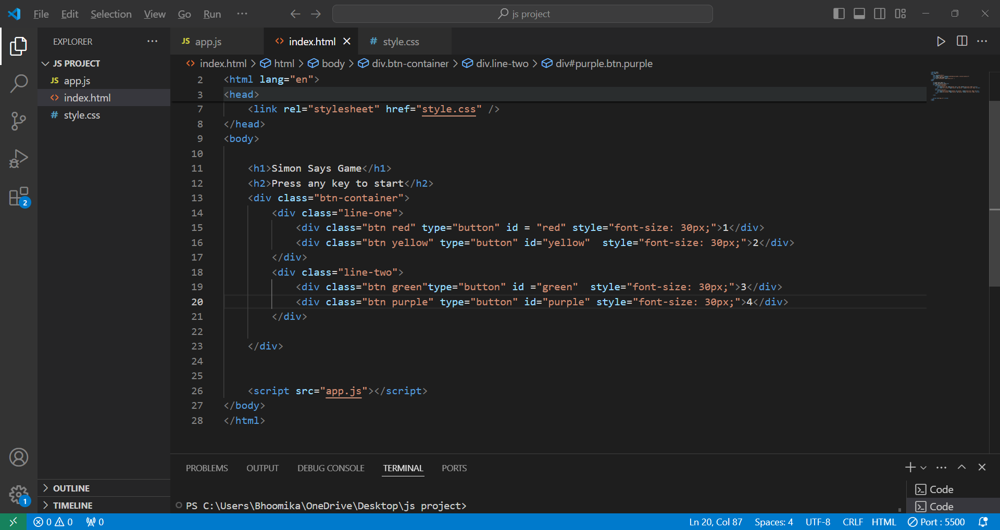 File Edit Selection View Go Run ··· js project
EXPLORER ···
JS PROJECT
JS app.js
<> index.html
# style.css
OUTLINE
TIMELINE
JS app.js <> index.html # style.css
<> index.html > html > body > div.btn-container > div.line-two > div#purple.btn.purple
2 <html lang="en">
3 <head>
7     <link rel="stylesheet" href="style.css" />
8 </head>
9 <body>
10
11     <h1>Simon Says Game</h1>
12     <h2>Press any key to start</h2>
13     <div class="btn-container">
14         <div class="line-one">
15             <div class="btn red" type="button" id = "red" style="font-size: 30px;">1</div>
16             <div class="btn yellow" type="button" id="yellow"  style="font-size: 30px;">2</div>
17         </div>
18         <div class="line-two">
19             <div class="btn green"type="button" id ="green"  style="font-size: 30px;">3</div>
20             <div class="btn purple" type="button" id="purple" style="font-size: 30px;">4</div>
21         </div>
22
23     </div>
24
25
26     <script src="app.js"></script>
27 </body>
28 </html>
PROBLEMS OUTPUT DEBUG CONSOLE TERMINAL PORTS
PS C:\Users\Bhoomika\OneDrive\Desktop\js project>
Code
Code
2
1
0 0 0 Ln 20, Col 87 Spaces: 4 UTF-8 CRLF HTML Port : 5500